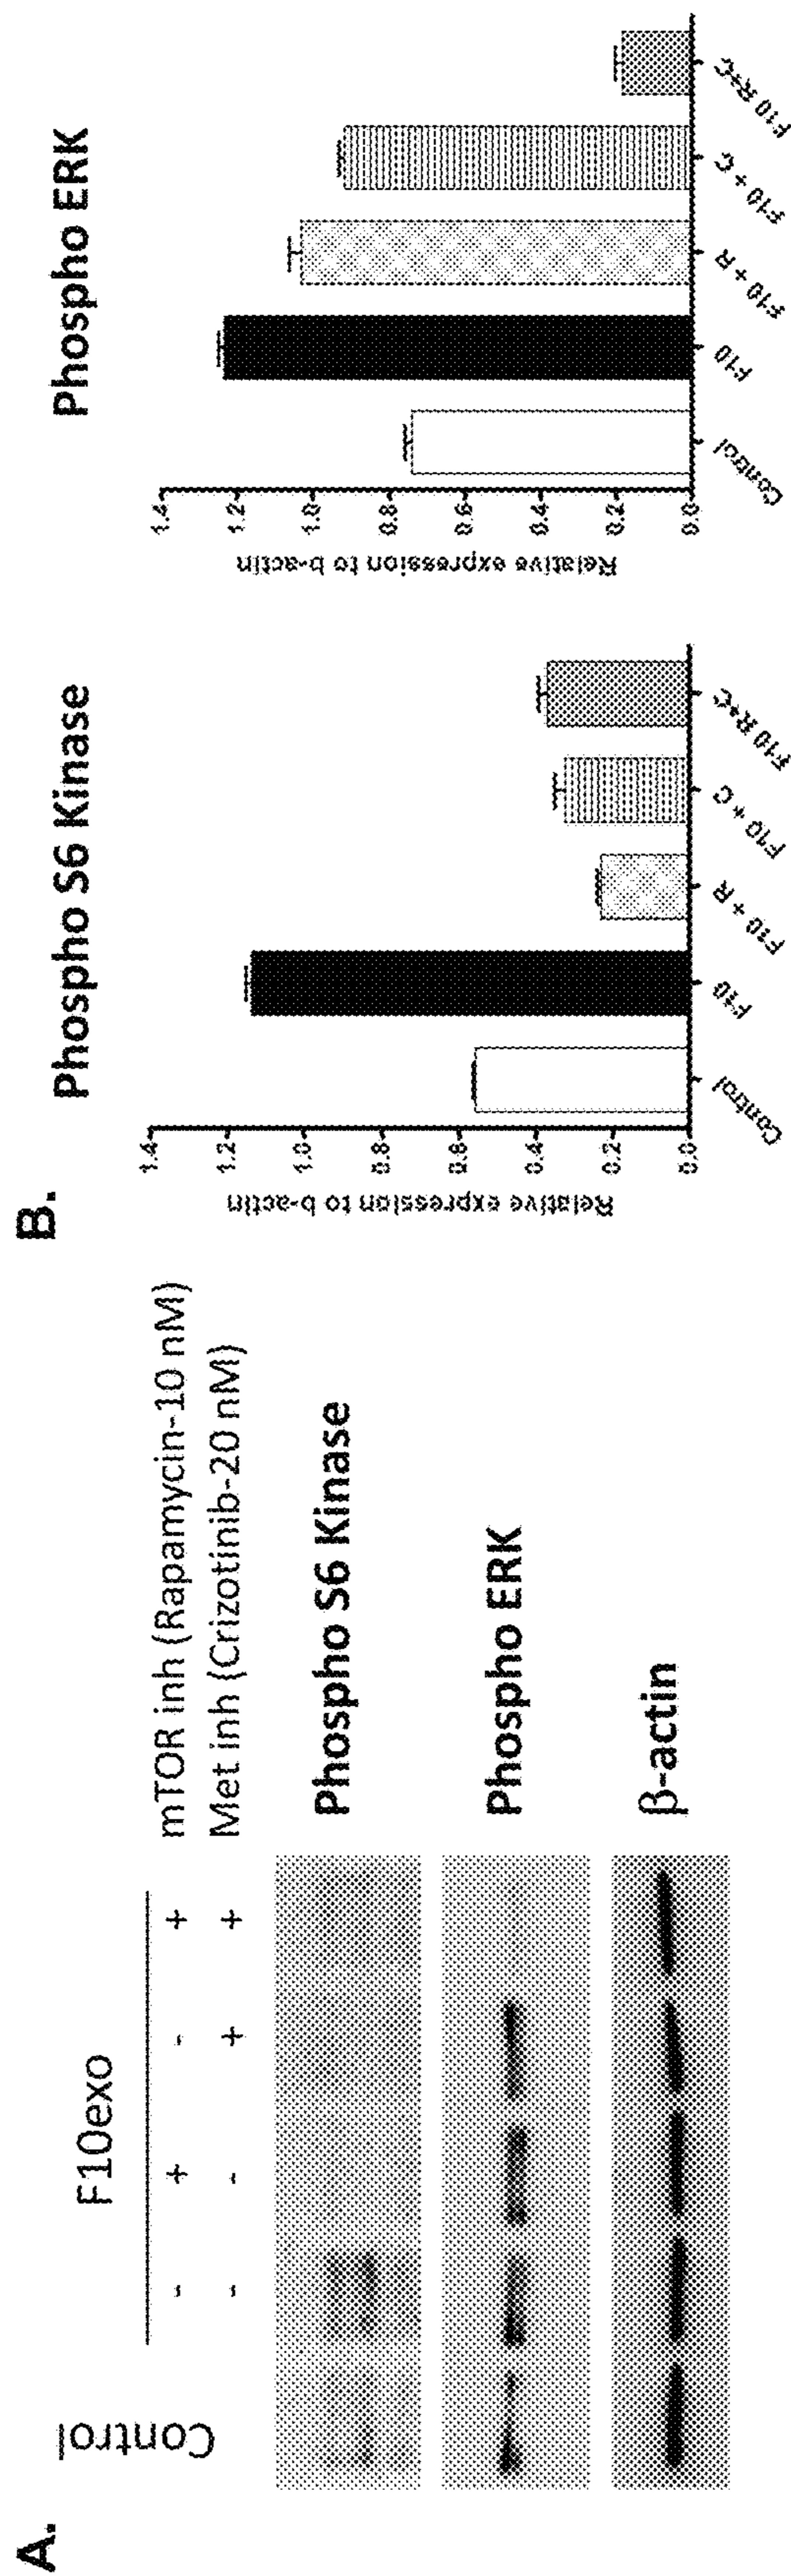 A.
Control
F10exo
- + - + mTOR inh (Rapamycin-10 nM)
- - + + Met inh (Crizotinib-20 nM)
Phospho S6 Kinase
Phospho ERK
β-actin
B.
Phospho S6 Kinase
Relative expression to b-actin
1.4
1.2
1.0
0.8
0.6
0.4
0.2
0.0
Control
F10
F10 + R
F10 + C
F10 R+C
Phospho ERK
Relative expression to b-actin
1.4
1.2
1.0
0.8
0.6
0.4
0.2
0.0
Control
F10
F10 + R
F10 + C
F10 R+C